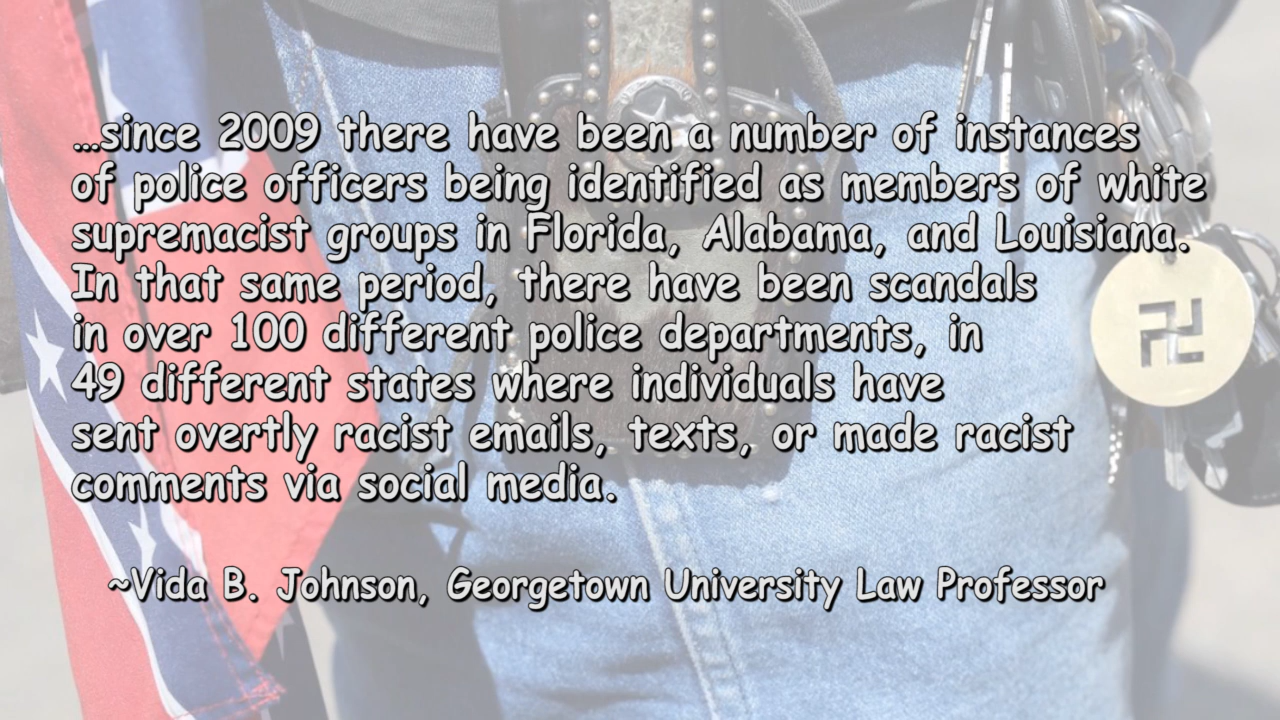 …since 2009 there have been a number of instances
of police officers being identified as members of white
supremacist groups in Florida, Alabama, and Louisiana.
In that same period, there have been scandals
in over 100 different police departments, in
49 different states where individuals have
sent overtly racist emails, texts, or made racist
comments via social media.
~Vida B. Johnson, Georgetown University Law Professor